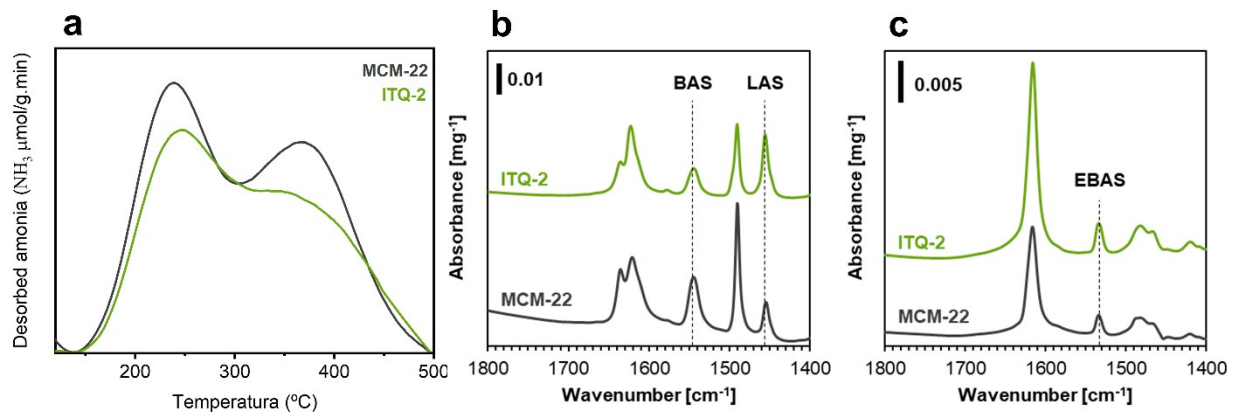 a
MCM-22
ITQ-2
Desorbed amonia (NH3 µmol/g.min)
200 300 400 500
Temperatura (ºC)
b
0.01
BAS LAS
ITQ-2
MCM-22
Absorbance [mg-1]
1800 1700 1600 1500 1400
Wavenumber [cm-1]
c
0.005
EBAS
ITQ-2
MCM-22
Absorbance [mg-1]
1800 1700 1600 1500 1400
Wavenumber [cm-1]